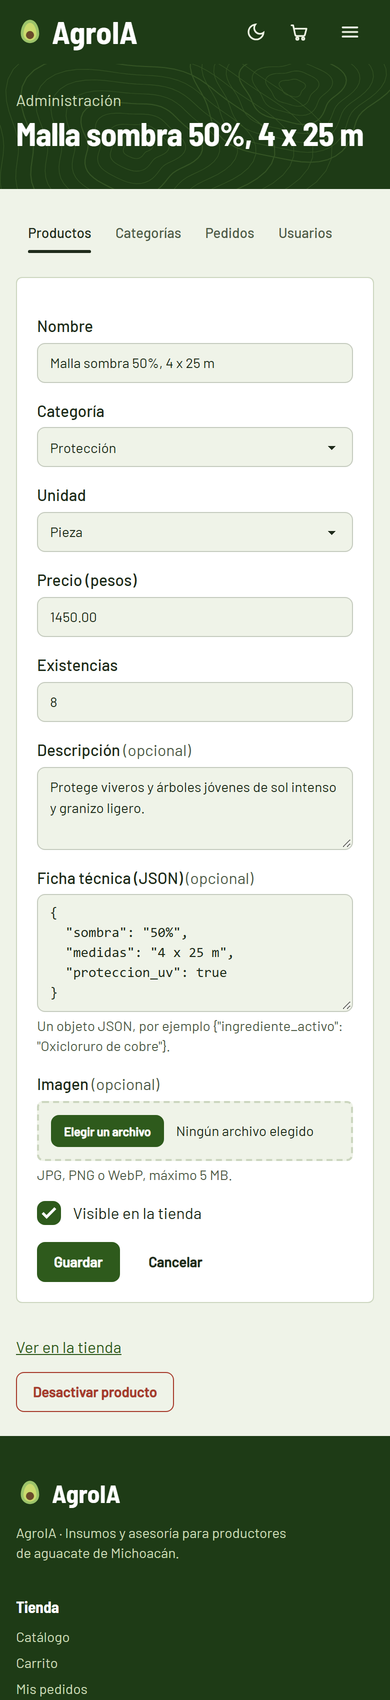 AgroIA
Administración
Malla sombra 50%, 4 x 25 m
Productos Categorías Pedidos Usuarios
Nombre
Malla sombra 50%, 4 x 25 m
Categoría
Protección
Unidad
Pieza
Precio (pesos)
1450.00
Existencias
8
Descripción (opcional)
Protege viveros y árboles jóvenes de sol intenso
y granizo ligero.
Ficha técnica (JSON) (opcional)
{
  "sombra": "50%",
  "medidas": "4 x 25 m",
  "proteccion_uv": true
}
Un objeto JSON, por ejemplo {"ingrediente_activo":
"Oxicloruro de cobre"}.
Imagen (opcional)
Elegir un archivo Ningún archivo elegido
JPG, PNG o WebP, máximo 5 MB.
Visible en la tienda
Guardar Cancelar
Ver en la tienda
Desactivar producto
AgroIA
AgroIA · Insumos y asesoría para productores
de aguacate de Michoacán.
Tienda
Catálogo
Carrito
Mis pedidos